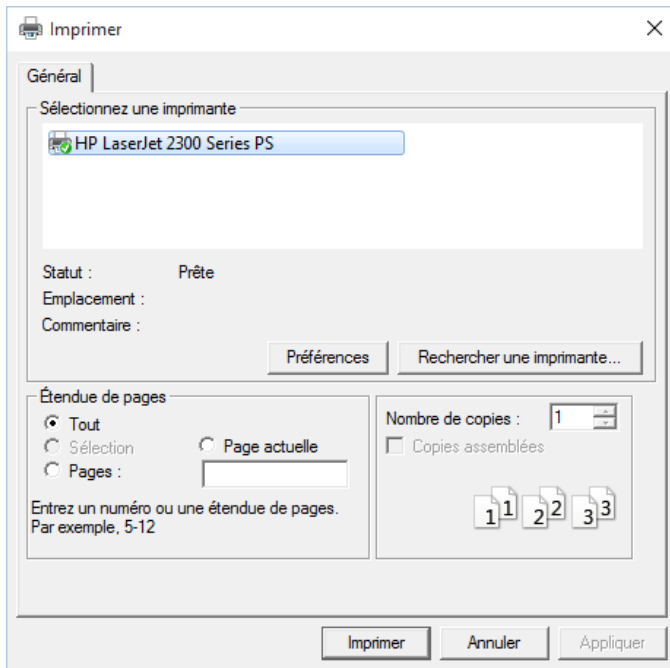 Imprimer
Général
Sélectionnez une imprimante
HP LaserJet 2300 Series PS
Statut : Prête
Emplacement :
Commentaire :
Préférences Rechercher une imprimante...
Étendue de pages
Tout
Sélection Page actuelle
Pages :
Entrez un numéro ou une étendue de pages.
Par exemple, 5-12
Nombre de copies : 1
Copies assemblées
1 1 2 2 3 3
Imprimer Annuler Appliquer